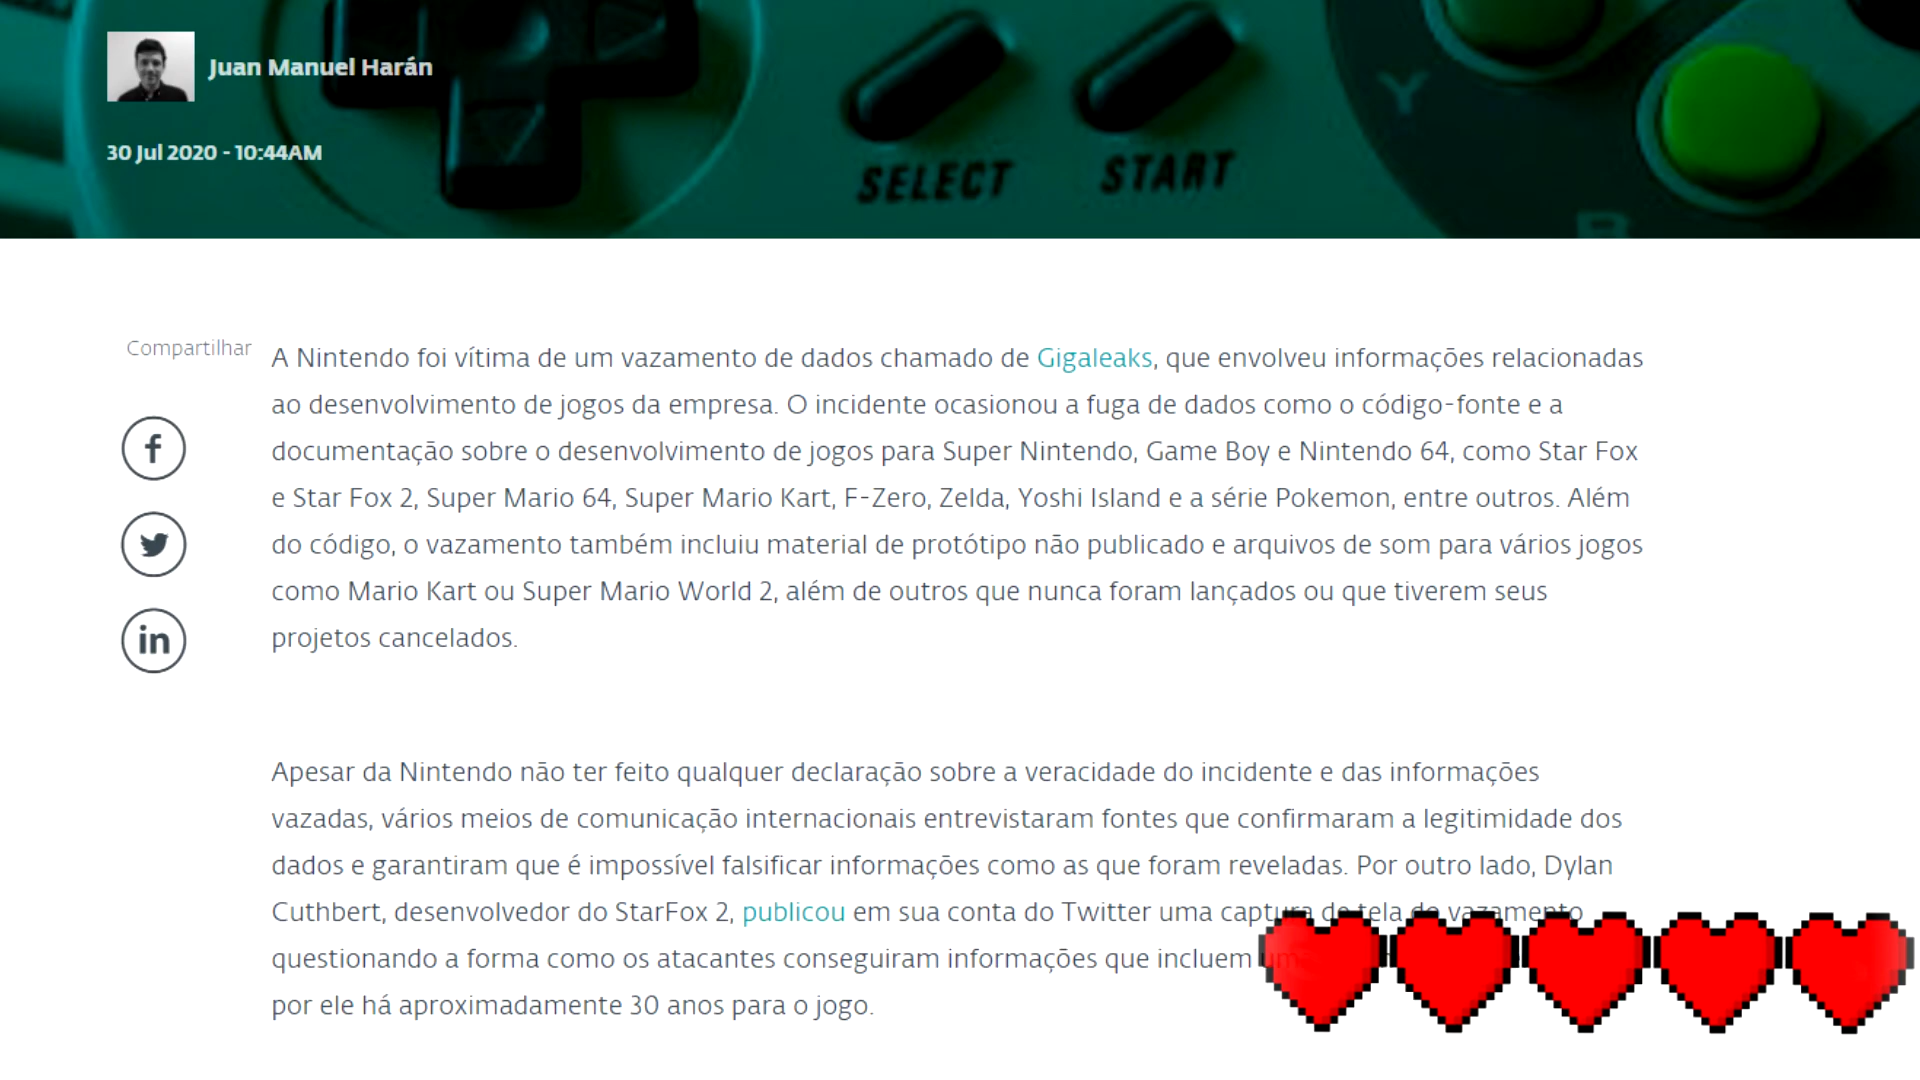 Juan Manuel Harán
30 Jul 2020 - 10:44AM
SELECT
START
Y
B
Compartilhar
A Nintendo foi vítima de um vazamento de dados chamado de Gigaleaks, que envolveu informações relacionadas
ao desenvolvimento de jogos da empresa. O incidente ocasionou a fuga de dados como o código-fonte e a
documentação sobre o desenvolvimento de jogos para Super Nintendo, Game Boy e Nintendo 64, como Star Fox
e Star Fox 2, Super Mario 64, Super Mario Kart, F-Zero, Zelda, Yoshi Island e a série Pokemon, entre outros. Além
do código, o vazamento também incluiu material de protótipo não publicado e arquivos de som para vários jogos
como Mario Kart ou Super Mario World 2, além de outros que nunca foram lançados ou que tiverem seus
projetos cancelados.
Apesar da Nintendo não ter feito qualquer declaração sobre a veracidade do incidente e das informações
vazadas, vários meios de comunicação internacionais entrevistaram fontes que confirmaram a legitimidade dos
dados e garantiram que é impossível falsificar informações como as que foram reveladas. Por outro lado, Dylan
Cuthbert, desenvolvedor do StarFox 2, publicou em sua conta do Twitter uma captura de tela do vazamento
questionando a forma como os atacantes conseguiram informações que incluem
por ele há aproximadamente 30 anos para o jogo.